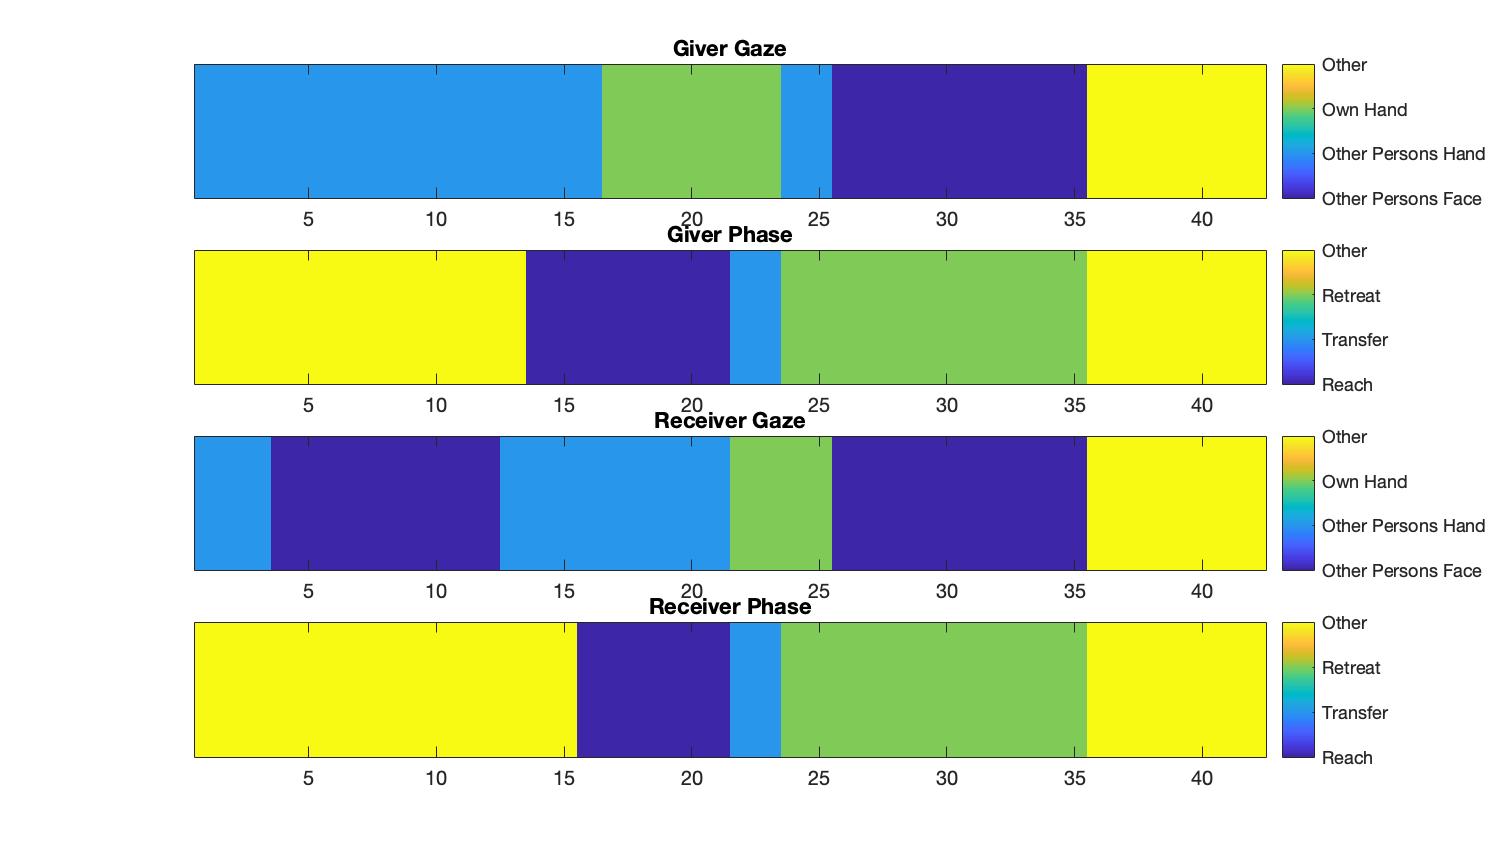 Giver Gaze
Other
Own Hand
Other Persons Hand
Other Persons Face
5 10 15 20 25 30 35 40
Giver Phase
Other
Retreat
Transfer
Reach
5 10 15 20 25 30 35 40
Receiver Gaze
Other
Own Hand
Other Persons Hand
Other Persons Face
5 10 15 20 25 30 35 40
Receiver Phase
Other
Retreat
Transfer
Reach
5 10 15 20 25 30 35 40